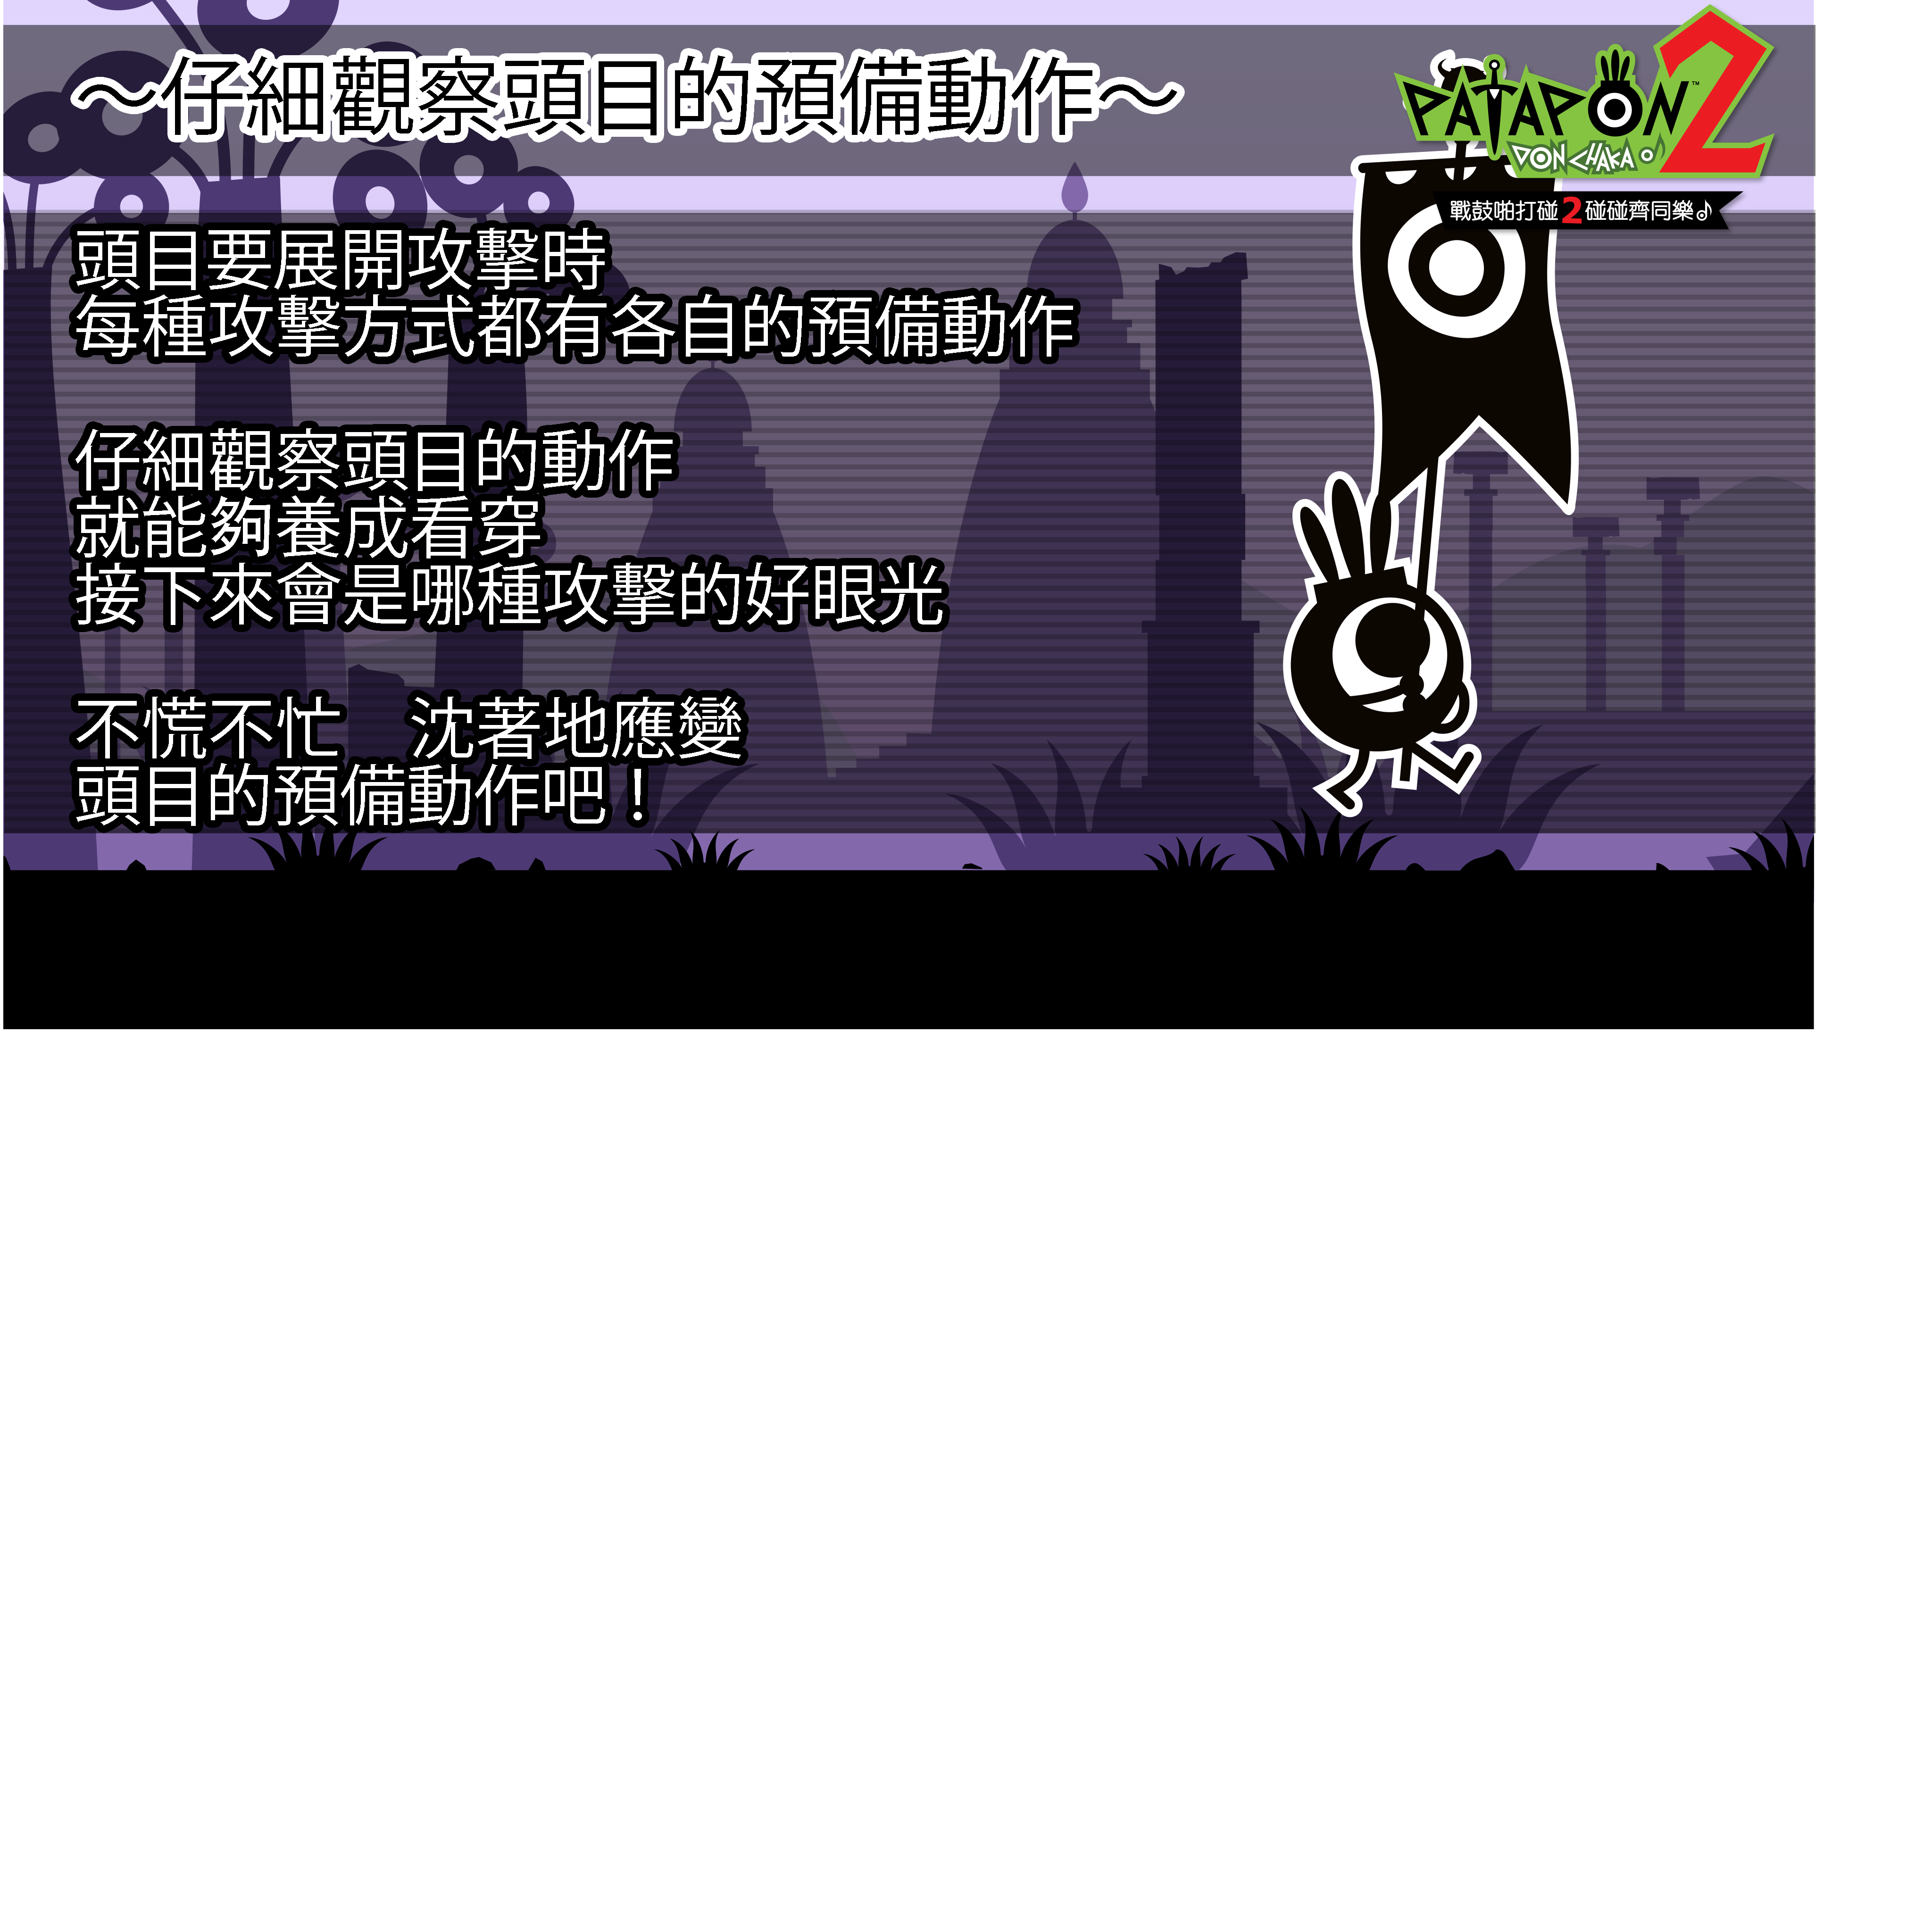 ～仔細觀察頭目的預備動作～
PATAPON2™
DON CHAKA♪
戰鼓啪打碰2碰碰齊同樂♪
頭目要展開攻擊時
每種攻擊方式都有各自的預備動作
仔細觀察頭目的動作
就能夠養成看穿
接下來會是哪種攻擊的好眼光
不慌不忙　沈著地應變
頭目的預備動作吧！